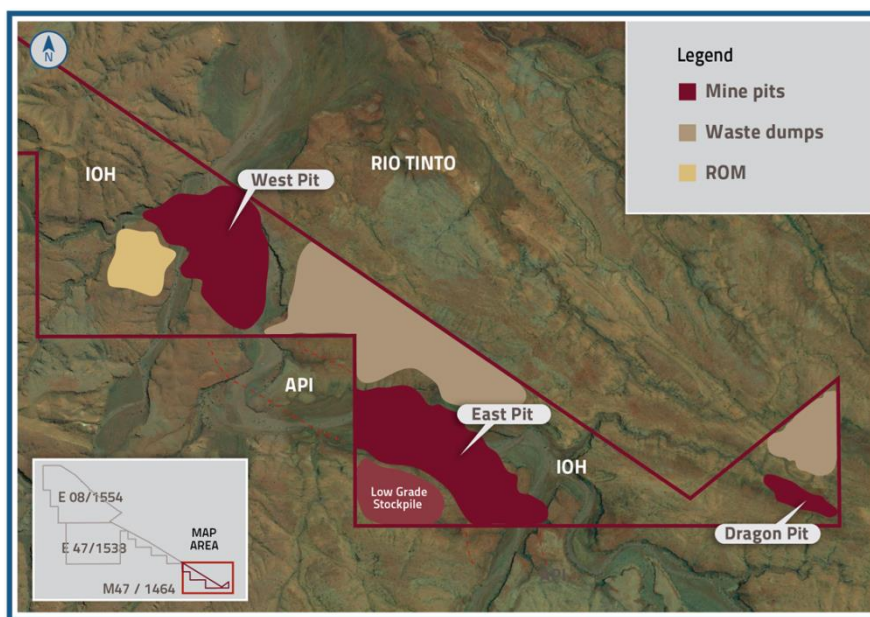 N
Legend
Mine pits
Waste dumps
ROM
IOH
West Pit
RIO TINTO
API
East Pit
IOH
Low Grade
Stockpile
Dragon Pit
E 08/1554
E 47/1533
MAP
AREA
M47 / 1464
API